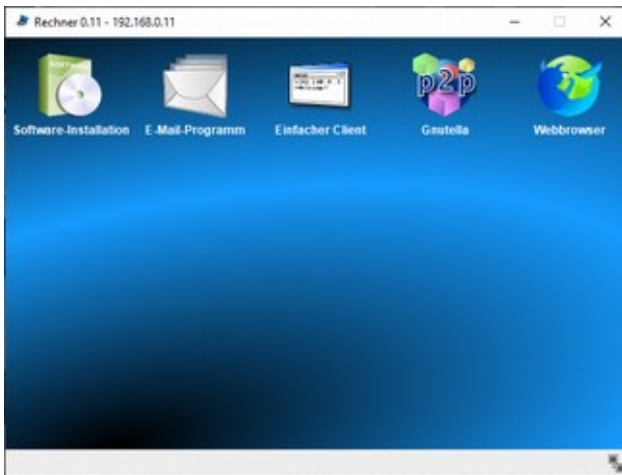 Rechner 0.11 - 192.168.0.11
Software-Installation E-Mail-Programm Einfacher Client Gnutella Webbrowser
p2p